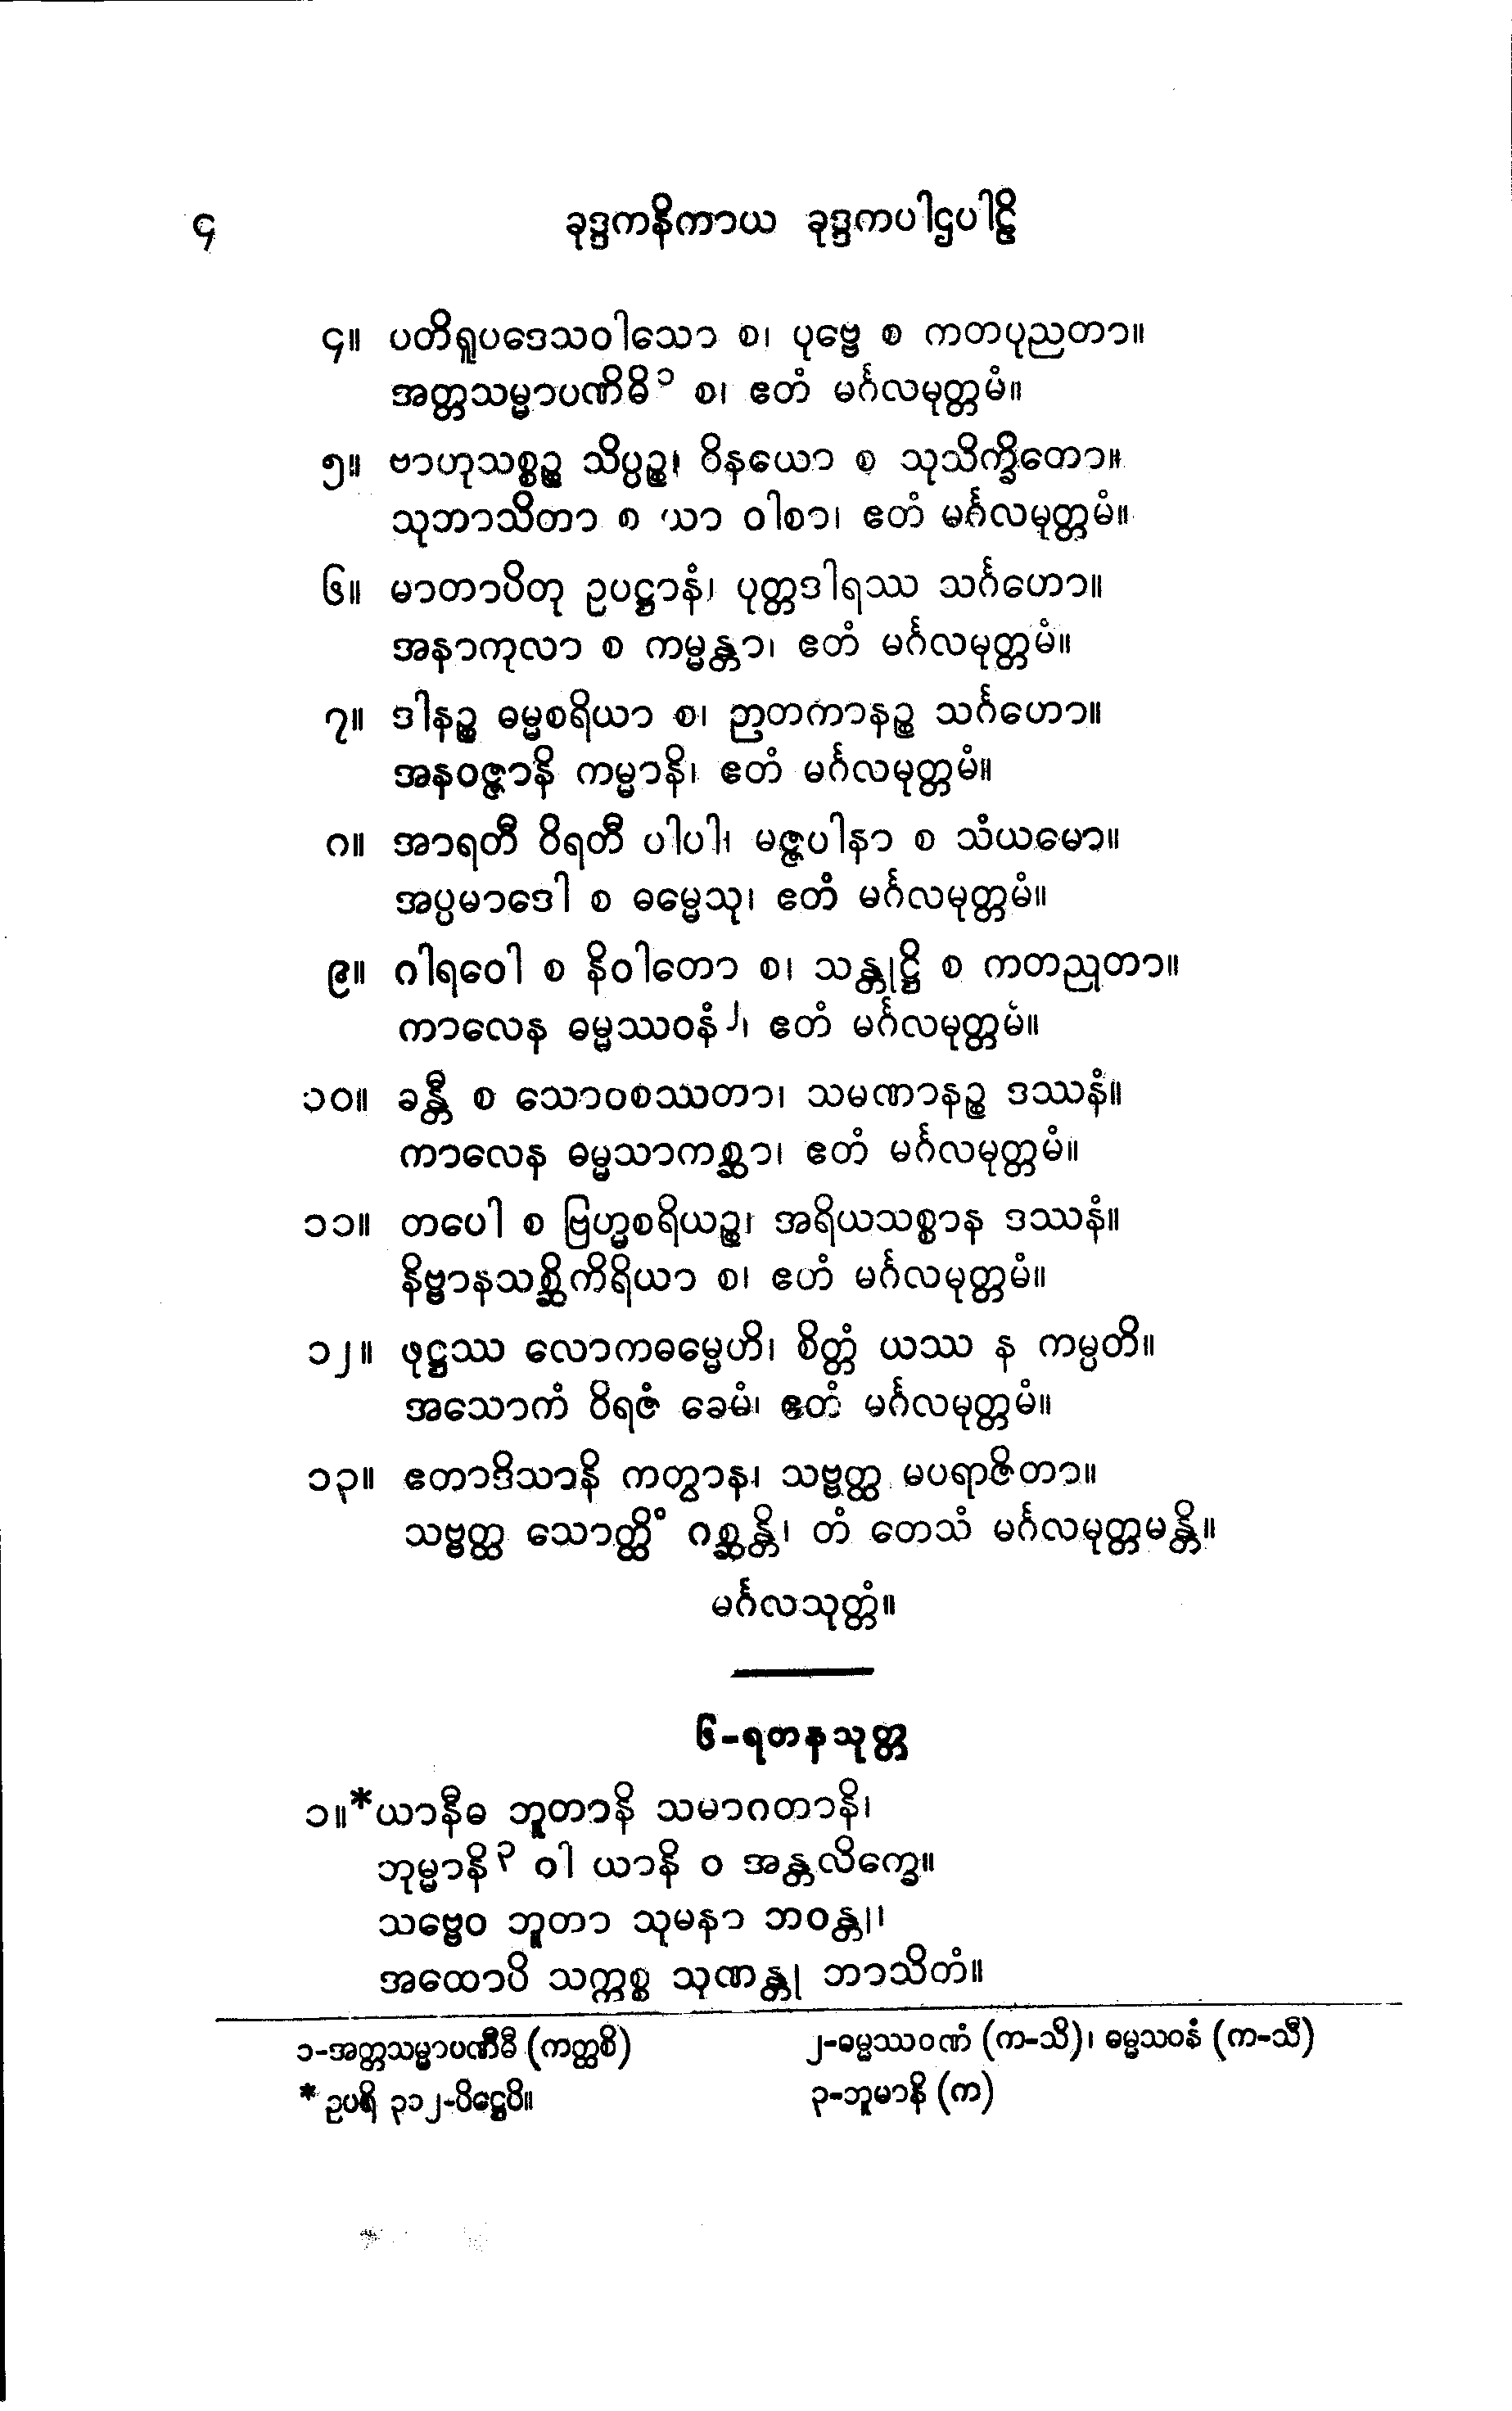 ၄ ခုဒ္ဒကနိကာယ ခုဒ္ဒကပါဌပါဠိ
၄။ ပတိရူပဒေသဝါသော စ၊ ပုဗ္ဗေ စ ကတပုညတာ။
အတ္တသမ္မာပဏိဓိ၁ စ၊ ဧတံ မင်္ဂလမုတ္တမံ။
၅။ ဗာဟုသစ္စဉ္စ သိပ္ပဉ္စ၊ ဝိနယော စ သုသိက္ခိတော။
သုဘာသိတာ စ ယာ ဝါစာ၊ ဧတံ မင်္ဂလမုတ္တမံ။
၆။ မာတာပိတု ဥပဋ္ဌာနံ၊ ပုတ္တဒါရဿ သင်္ဂဟော။
အနာကုလာ စ ကမ္မန္တာ၊ ဧတံ မင်္ဂလမုတ္တမံ။
၇။ ဒါနဉ္စ ဓမ္မစရိယာ စ၊ ဉာတကာနဉ္စ သင်္ဂဟော။
အနဝဇ္ဇာနိ ကမ္မာနိ၊ ဧတံ မင်္ဂလမုတ္တမံ။
၈။ အာရတီ ဝိရတီ ပါပါ၊ မဇ္ဇပါနာ စ သံယမော။
အပ္ပမာဒေါ စ ဓမ္မေသု၊ ဧတံ မင်္ဂလမုတ္တမံ။
၉။ ဂါရဝေါ စ နိဝါတော စ၊ သန္တုဋ္ဌိ စ ကတညုတာ။
ကာလေန ဓမ္မဿဝနံ၂၊ ဧတံ မင်္ဂလမုတ္တမံ။
၁၀။ ခန္တီ စ သောဝစဿတာ၊ သမဏာနဉ္စ ဒဿနံ။
ကာလေန ဓမ္မသာကစ္ဆာ၊ ဧတံ မင်္ဂလမုတ္တမံ။
၁၁။ တပေါ စ ဗြဟ္မစရိယဉ္စ၊ အရိယသစ္စာန ဒဿနံ။
နိဗ္ဗာနသစ္ဆိကိရိယာ စ၊ ဧတံ မင်္ဂလမုတ္တမံ။
၁၂။ ဖုဋ္ဌဿ လောကဓမ္မေဟိ၊ စိတ္တံ ယဿ န ကမ္ပတိ။
အသောကံ ဝိရဇံ ခေမံ၊ ဧတံ မင်္ဂလမုတ္တမံ။
၁၃။ ဧတာဒိသာနိ ကတွာန၊ သဗ္ဗတ္ထ မပရာဇိတာ။
သဗ္ဗတ္ထ သောတ္ထိံ ဂစ္ဆန္တိ၊ တံ တေသံ မင်္ဂလမုတ္တမန္တိ။
မင်္ဂလသုတ္တံ။
၆-ရတနသုတ္တ
၁။*ယာနီဓ ဘူတာနိ သမာဂတာနိ၊
ဘုမ္မာနိ၃ ဝါ ယာနိ ဝ အန္တလိက္ခေ။
သဗ္ဗေဝ ဘူတာ သုမနာ ဘဝန္တု၊
အထောပိ သက္ကစ္စ သုဏန္တု ဘာသိတံ။
၁-အတ္တသမ္မာပဏီဓိ (ကတ္ထစိ) ၂-ဓမ္မဿဝဏံ (က-သိ)၊ ဓမ္မသဝနံ (က-သီ)
* ဥပရိ ၃၁၂-ပိဋ္ဌေပိ။ ၃-ဘူမာနိ (က)